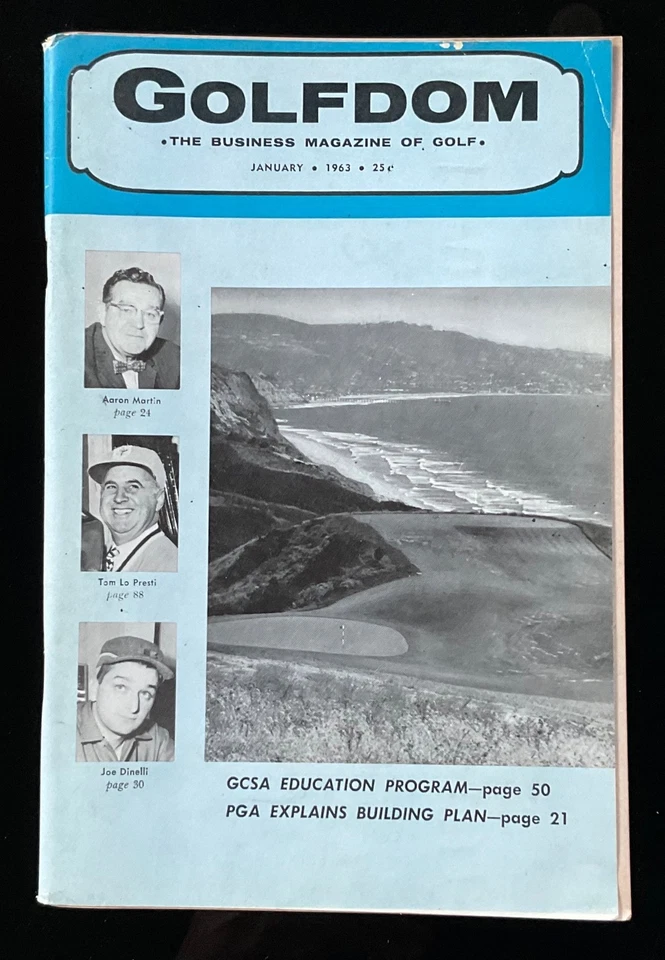 GOLFDOM
•THE BUSINESS MAGAZINE OF GOLF•
JANUARY • 1963 • 25¢
Aaron Martin
page 24
Tom Lo Presti
page 88
Joe Dinelli
page 30
GCSA EDUCATION PROGRAM—page 50
PGA EXPLAINS BUILDING PLAN—page 21